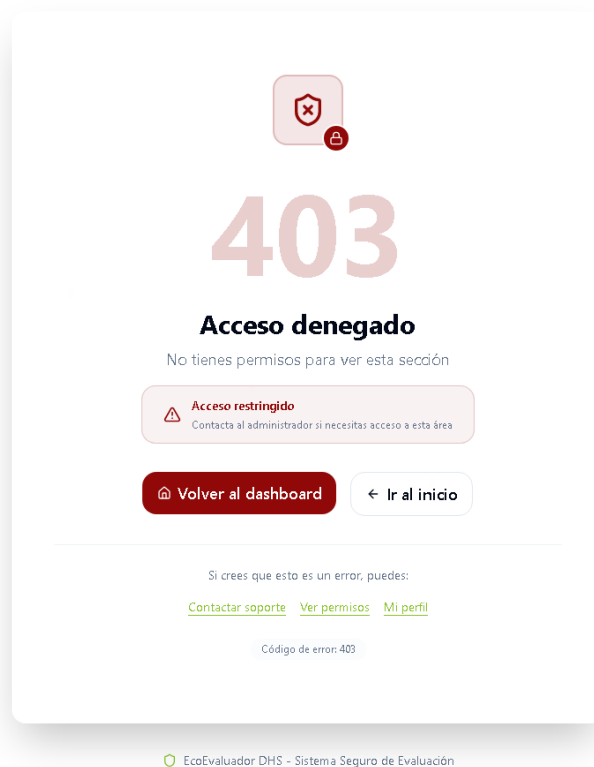 403
Acceso denegado
No tienes permisos para ver esta sección
Acceso restringido
Contacta al administrador si necesitas acceso a esta área
Volver al dashboard
Ir al inicio
Si crees que esto es un error, puedes:
Contactar soporte Ver permisos Mi perfil
Código de error: 403
EcoEvaluador DHS - Sistema Seguro de Evaluación